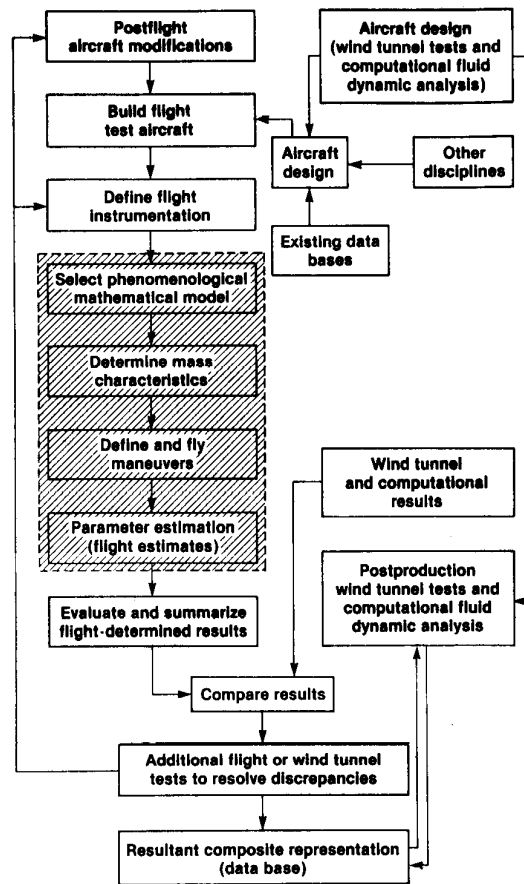 Postflight
aircraft modifications
Build flight
test aircraft
Define flight
instrumentation
Select phenomenological
mathematical model
Determine mass
characteristics
Define and fly
maneuvers
Parameter estimation
(flight estimates)
Evaluate and summarize
flight-determined results
Compare results
Additional flight or wind tunnel
tests to resolve discrepancies
Resultant composite representation
(data base)
Aircraft design
(wind tunnel tests and
computational fluid
dynamic analysis)
Aircraft
design
Other
disciplines
Existing data
bases
Wind tunnel
and computational
results
Postproduction
wind tunnel tests and
computational fluid
dynamic analysis